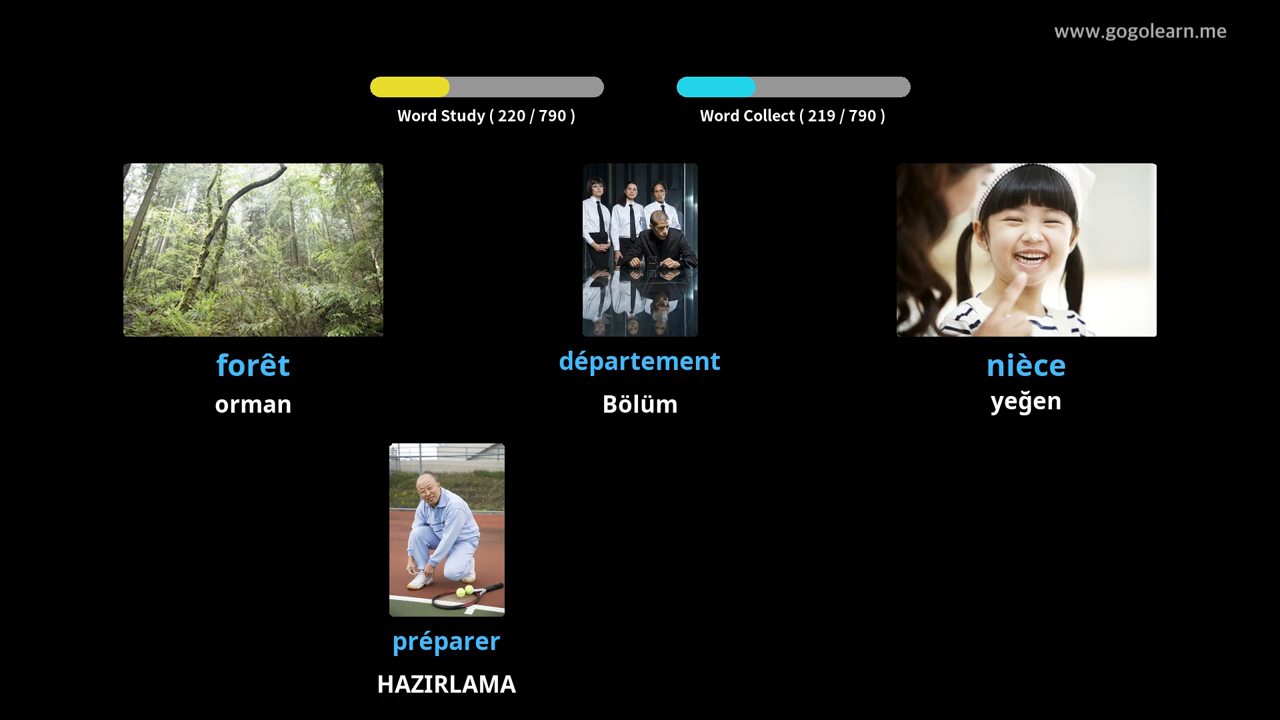 www.gogolearn.me
Word Study ( 220 / 790 )
Word Collect ( 219 / 790 )
forêt
orman
département
Bölüm
nièce
yeğen
préparer
HAZIRLAMA